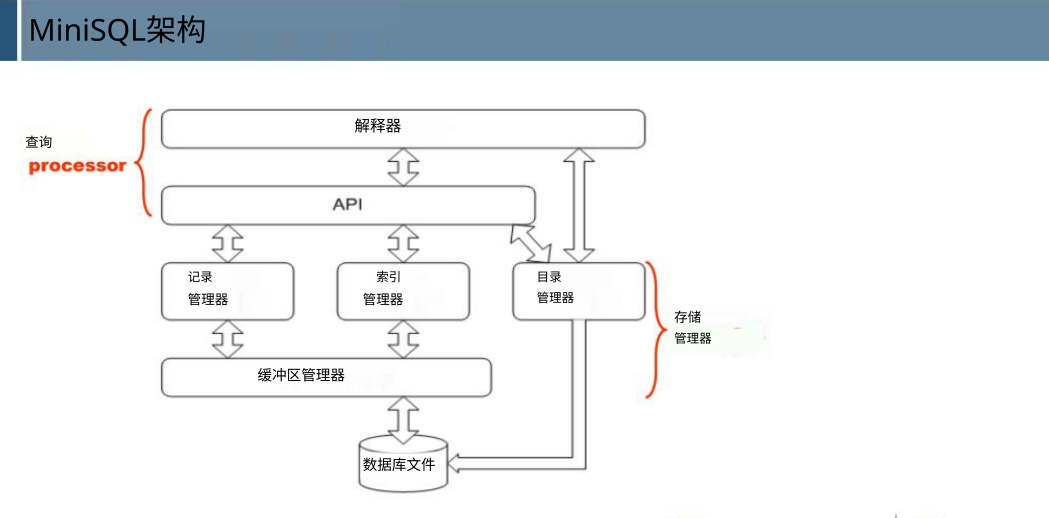 MiniSQL架构
解释器
查询
processor
API
记录
管理器
索引
管理器
目录
管理器
存储
管理器
缓冲区管理器
数据库文件